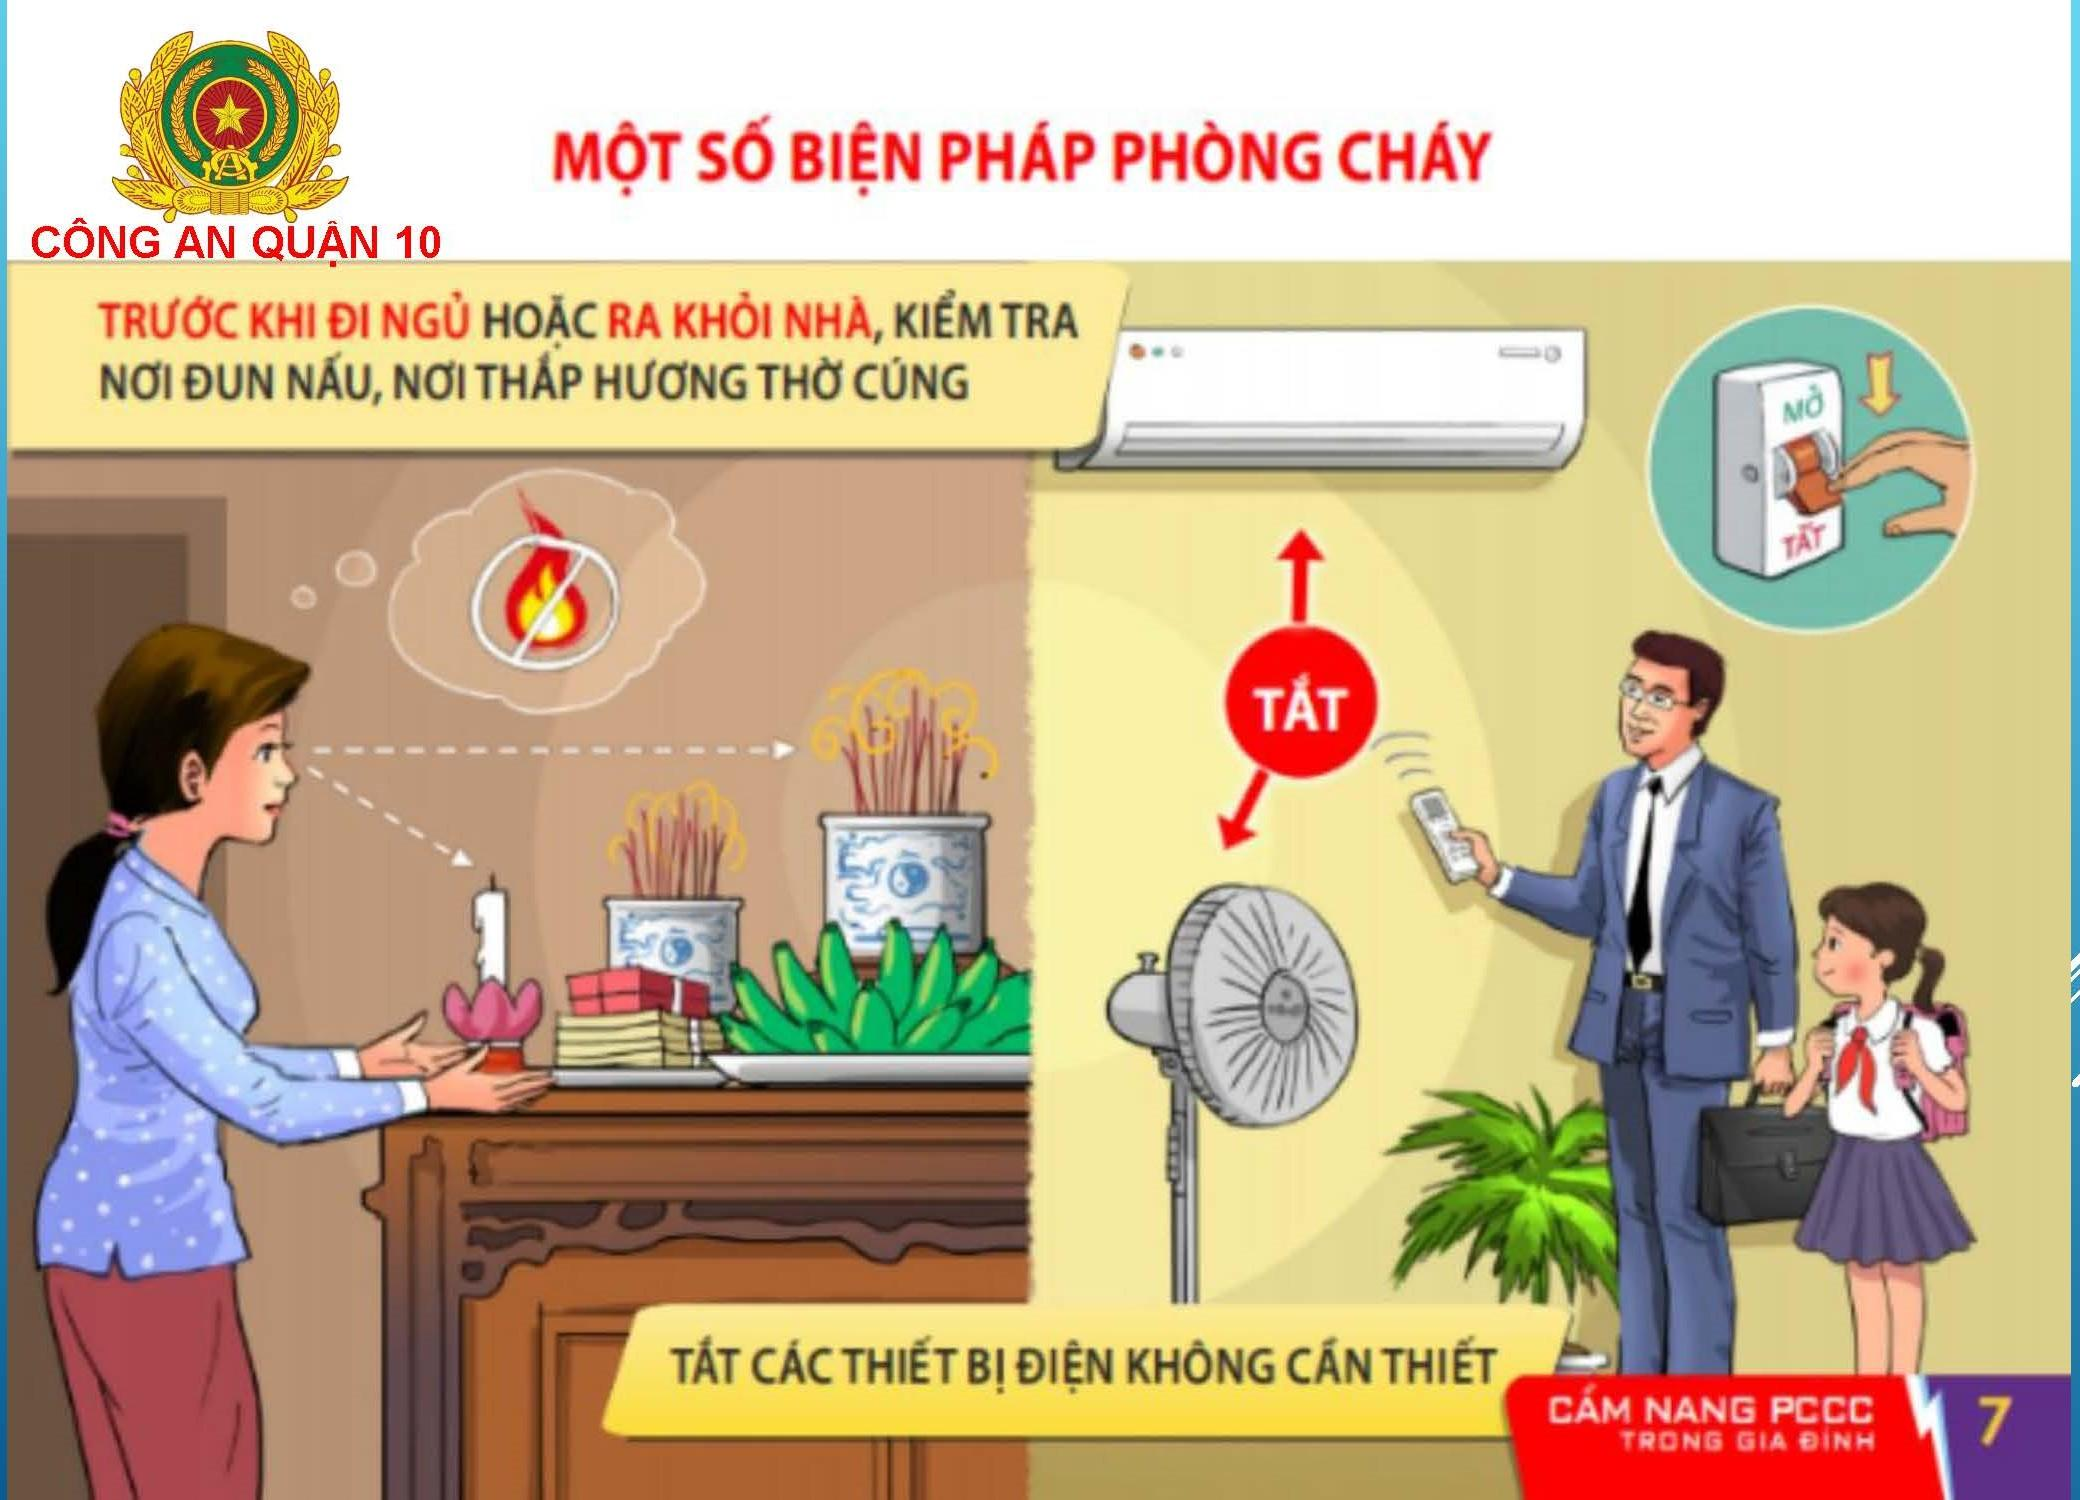 CÔNG AN QUẬN 10
MỘT SỐ BIỆN PHÁP PHÒNG CHÁY
TRƯỚC KHI ĐI NGỦ HOẶC RA KHỎI NHÀ, KIỂM TRA
NƠI ĐUN NẤU, NƠI THẮP HƯƠNG THỜ CÚNG
MỞ
TẮT
TẮT
TẮT CÁC THIẾT BỊ ĐIỆN KHÔNG CẦN THIẾT
CẨM NANG PCCC
TRONG GIA ĐÌNH
7